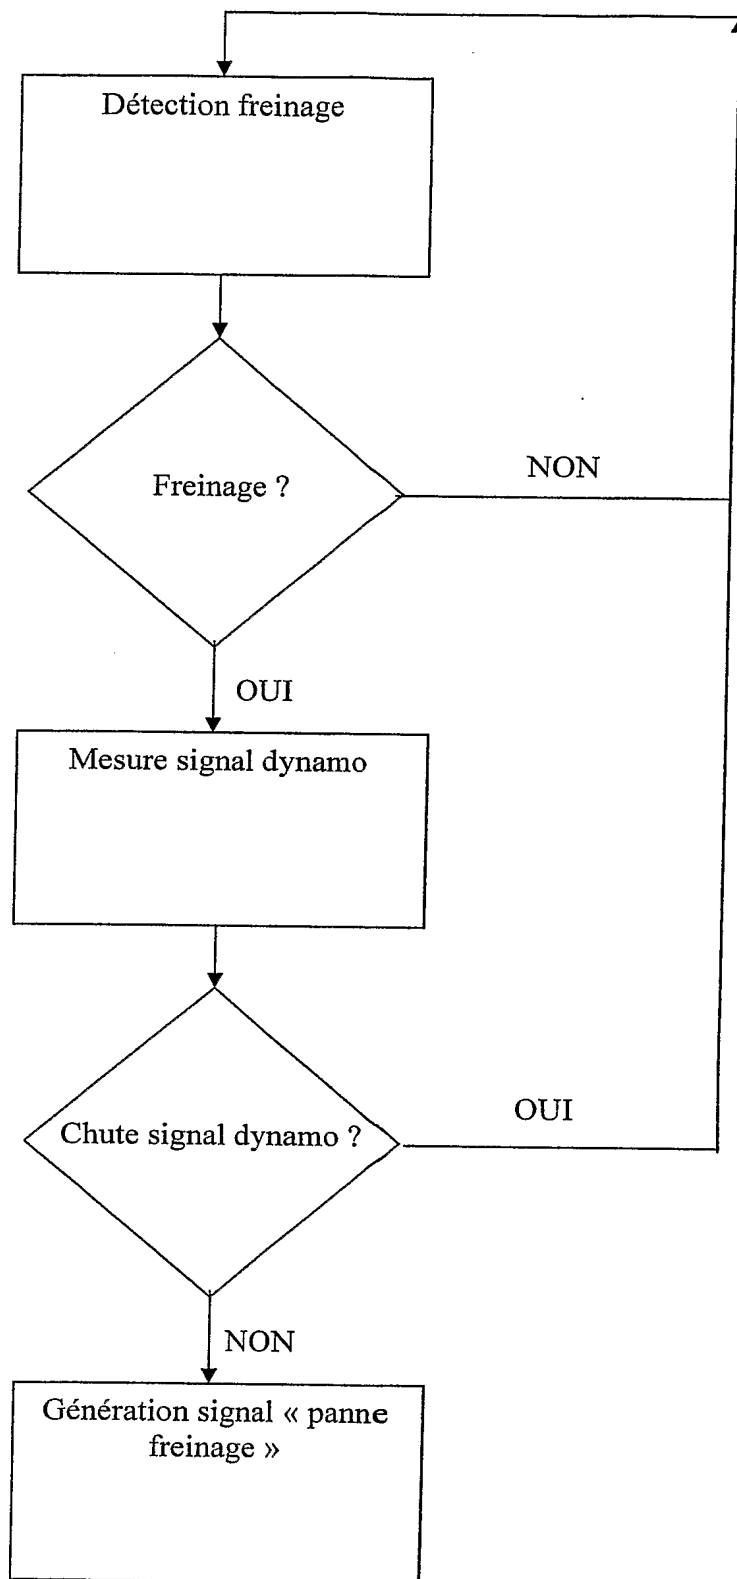 Détection freinage
Freinage ?
NON
OUI
Mesure signal dynamo
Chute signal dynamo ?
OUI
NON
Génération signal « panne
freinage »